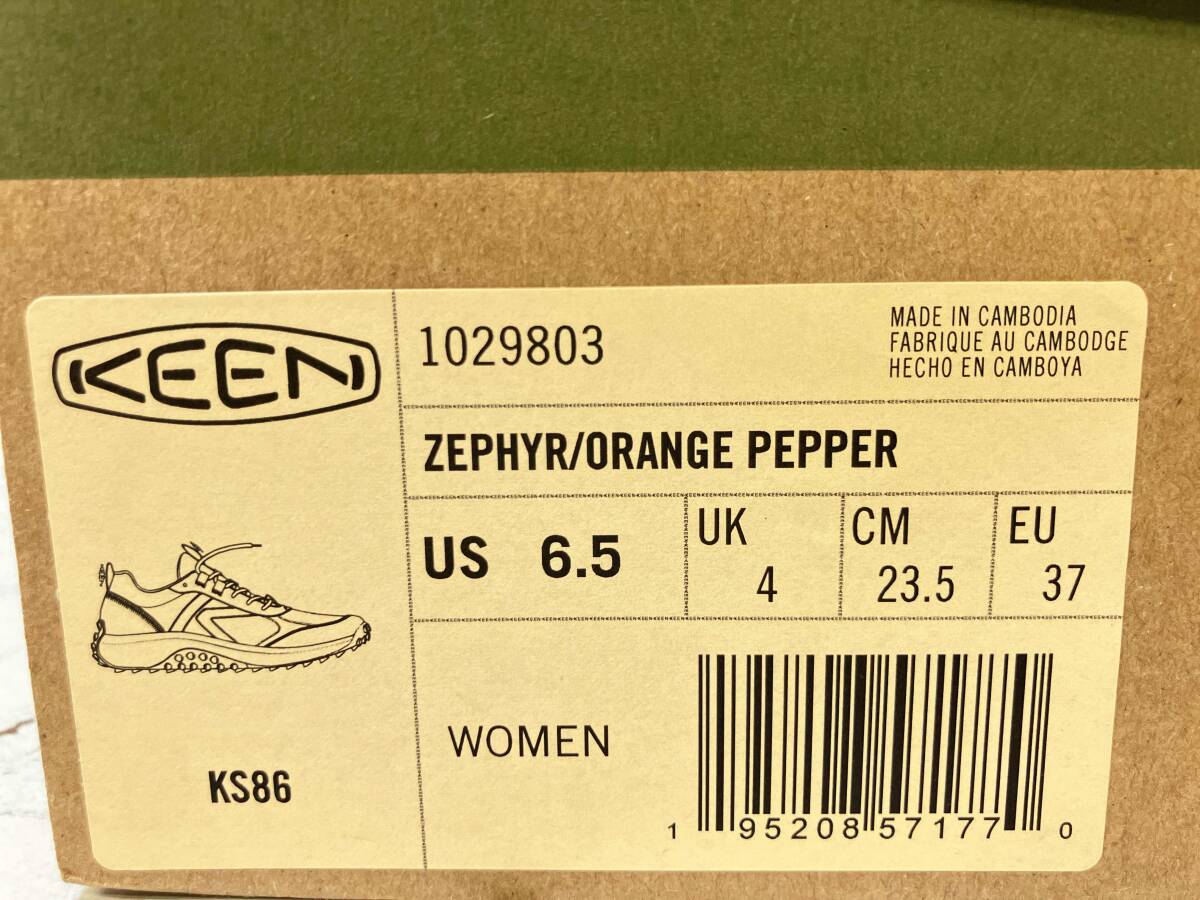 KEEN
1029803
MADE IN CAMBODIA
FABRIQUE AU CAMBODGE
HECHO EN CAMBOYA
ZEPHYR/ORANGE PEPPER
US 6.5
UK 4
CM 23.5
EU 37
WOMEN
KS86
1 95208 57177 0